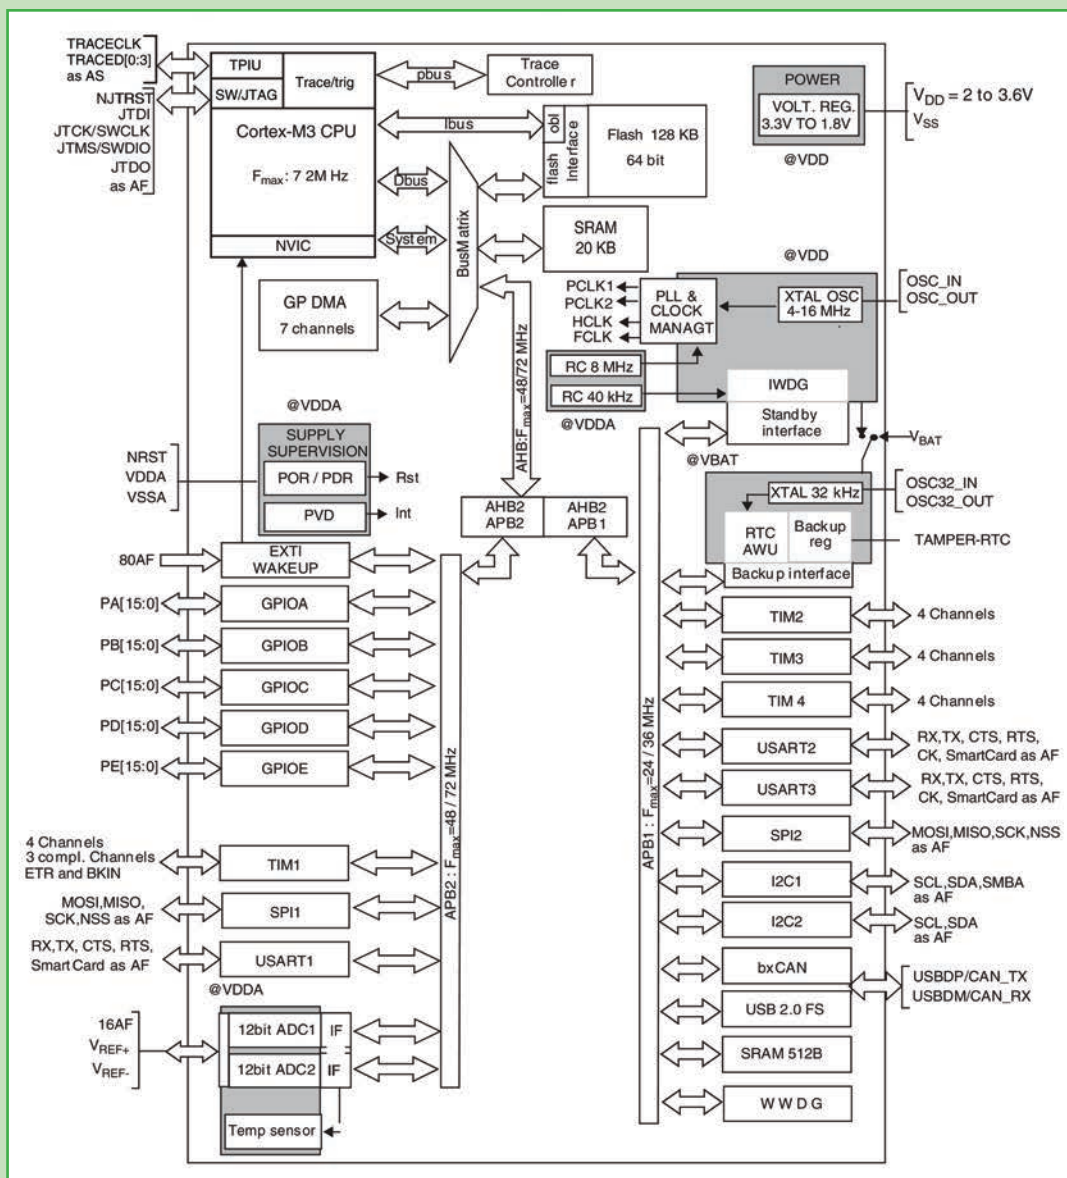 TRACECLK
TRACED[0:3]
as AS
NJTRST
JTDI
JTCK/SWCLK
JTMS/SWDIO
JTDO
as AF
TPIU
SW/JTAG
Trace/trig
Cortex-M3 CPU
Fmax: 7 2M Hz
NVIC
pbus
Trace
Controlle r
Ibus
Dbus
System
BusM atrix
obl
flash
Interface
Flash 128 KB
64 bit
SRAM
20 KB
POWER
VOLT. REG.
3.3V TO 1.8V
@VDD
VDD = 2 to 3.6V
VSS
GP DMA
7 channels
@VDD
PCLK1
PCLK2
HCLK
FCLK
PLL &
CLOCK
MANAGT
XTAL OSC
4-16 MHz
OSC_IN
OSC_OUT
RC 8 MHz
RC 40 kHz
@VDDA
IWDG
Stand by
interface
VBAT
@VBAT
AHB:Fmax=48/72 MHz
@VDDA
SUPPLY
SUPERVISION
POR / PDR
Rst
PVD
Int
NRST
VDDA
VSSA
AHB2
APB2
AHB2
APB1
XTAL 32 kHz
OSC32_IN
OSC32_OUT
RTC
AWU
Backup
reg
TAMPER-RTC
Backup interface
80AF
EXTI
WAKEUP
PA[15:0]
GPIOA
PB[15:0]
GPIOB
PC[15:0]
GPIOC
PD[15:0]
GPIOD
PE[15:0]
GPIOE
4 Channels
3 compl. Channels
ETR and BKIN
TIM1
MOSI,MISO,
SCK,NSS as AF
SPI1
RX,TX, CTS, RTS,
SmartCard as AF
USART1
@VDDA
16AF
VREF+
VREF-
12bit ADC1
IF
12bit ADC2
IF
Temp sensor
APB2 : Fmax=48 / 72 MHz
APB1 : Fmax=24 / 36 MHz
TIM2
4 Channels
TIM3
4 Channels
TIM 4
4 Channels
USART2
RX,TX, CTS, RTS,
CK, SmartCard as AF
USART3
RX,TX, CTS, RTS,
CK, SmartCard as AF
SPI2
MOSI,MISO,SCK,NSS
as AF
I2C1
SCL,SDA,SMBA
as AF
I2C2
SCL,SDA
as AF
bxCAN
USBDP/CAN_TX
USBDM/CAN_RX
USB 2.0 FS
SRAM 512B
W W D G